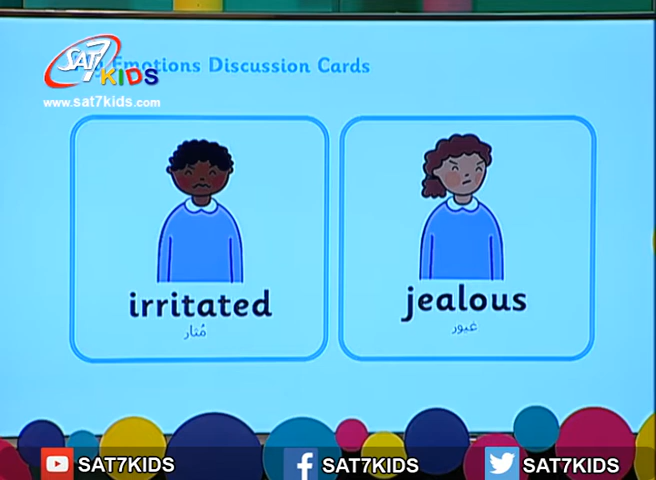 SAT7 KIDS
Emotions Discussion Cards
www.sat7kids.com
irritated
مُثار
jealous
غيور
SAT7KIDS
SAT7KIDS
SAT7KIDS